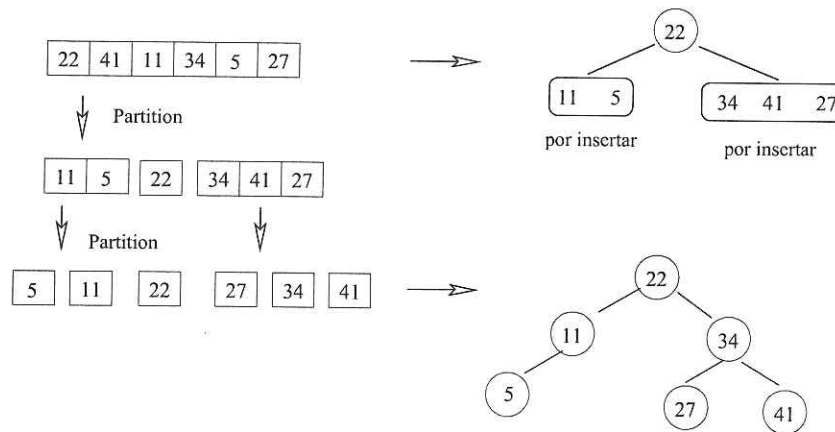 22 41 11 34 5 27
22
11 5
34 41 27
por insertar
por insertar
Partition
11 5 22 34 41 27
Partition
5 11 22 27 34 41
22
11
34
5
27
41